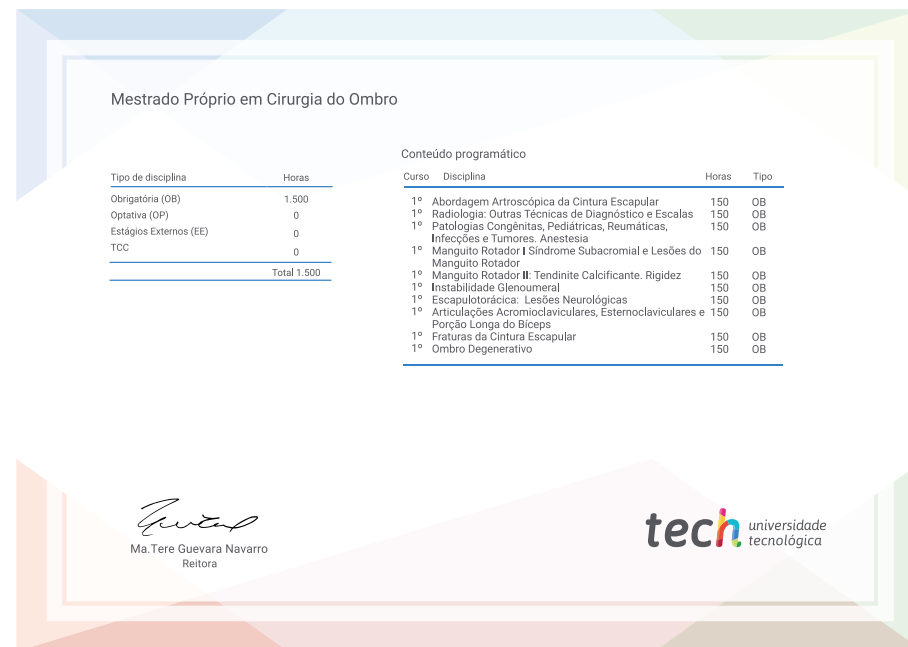 Mestrado Próprio em Cirurgia do Ombro
Tipo de disciplina Horas
Obrigatória (OB) 1.500
Optativa (OP) 0
Estágios Externos (EE) 0
TCC 0
Total 1.500
Conteúdo programático
Curso Disciplina Horas Tipo
1º Abordagem Artroscópica da Cintura Escapular 150 OB
1º Radiologia: Outras Técnicas de Diagnóstico e Escalas 150 OB
1º Patologias Congênitas, Pediátricas, Reumáticas, 150 OB
Infecções e Tumores. Anestesia
1º Manguito Rotador I Síndrome Subacromial e Lesões do 150 OB
Manguito Rotador
1º Manguito Rotador II: Tendinite Calcificante. Rigidez 150 OB
1º Instabilidade Glenoumeral 150 OB
1º Escapulotorácica: Lesões Neurológicas 150 OB
1º Articulações Acromioclaviculares, Esternoclaviculares e 150 OB
Porção Longa do Bíceps
1º Fraturas da Cintura Escapular 150 OB
1º Ombro Degenerativo 150 OB
Ma.Tere Guevara Navarro
Reitora
tech universidade
tecnológica